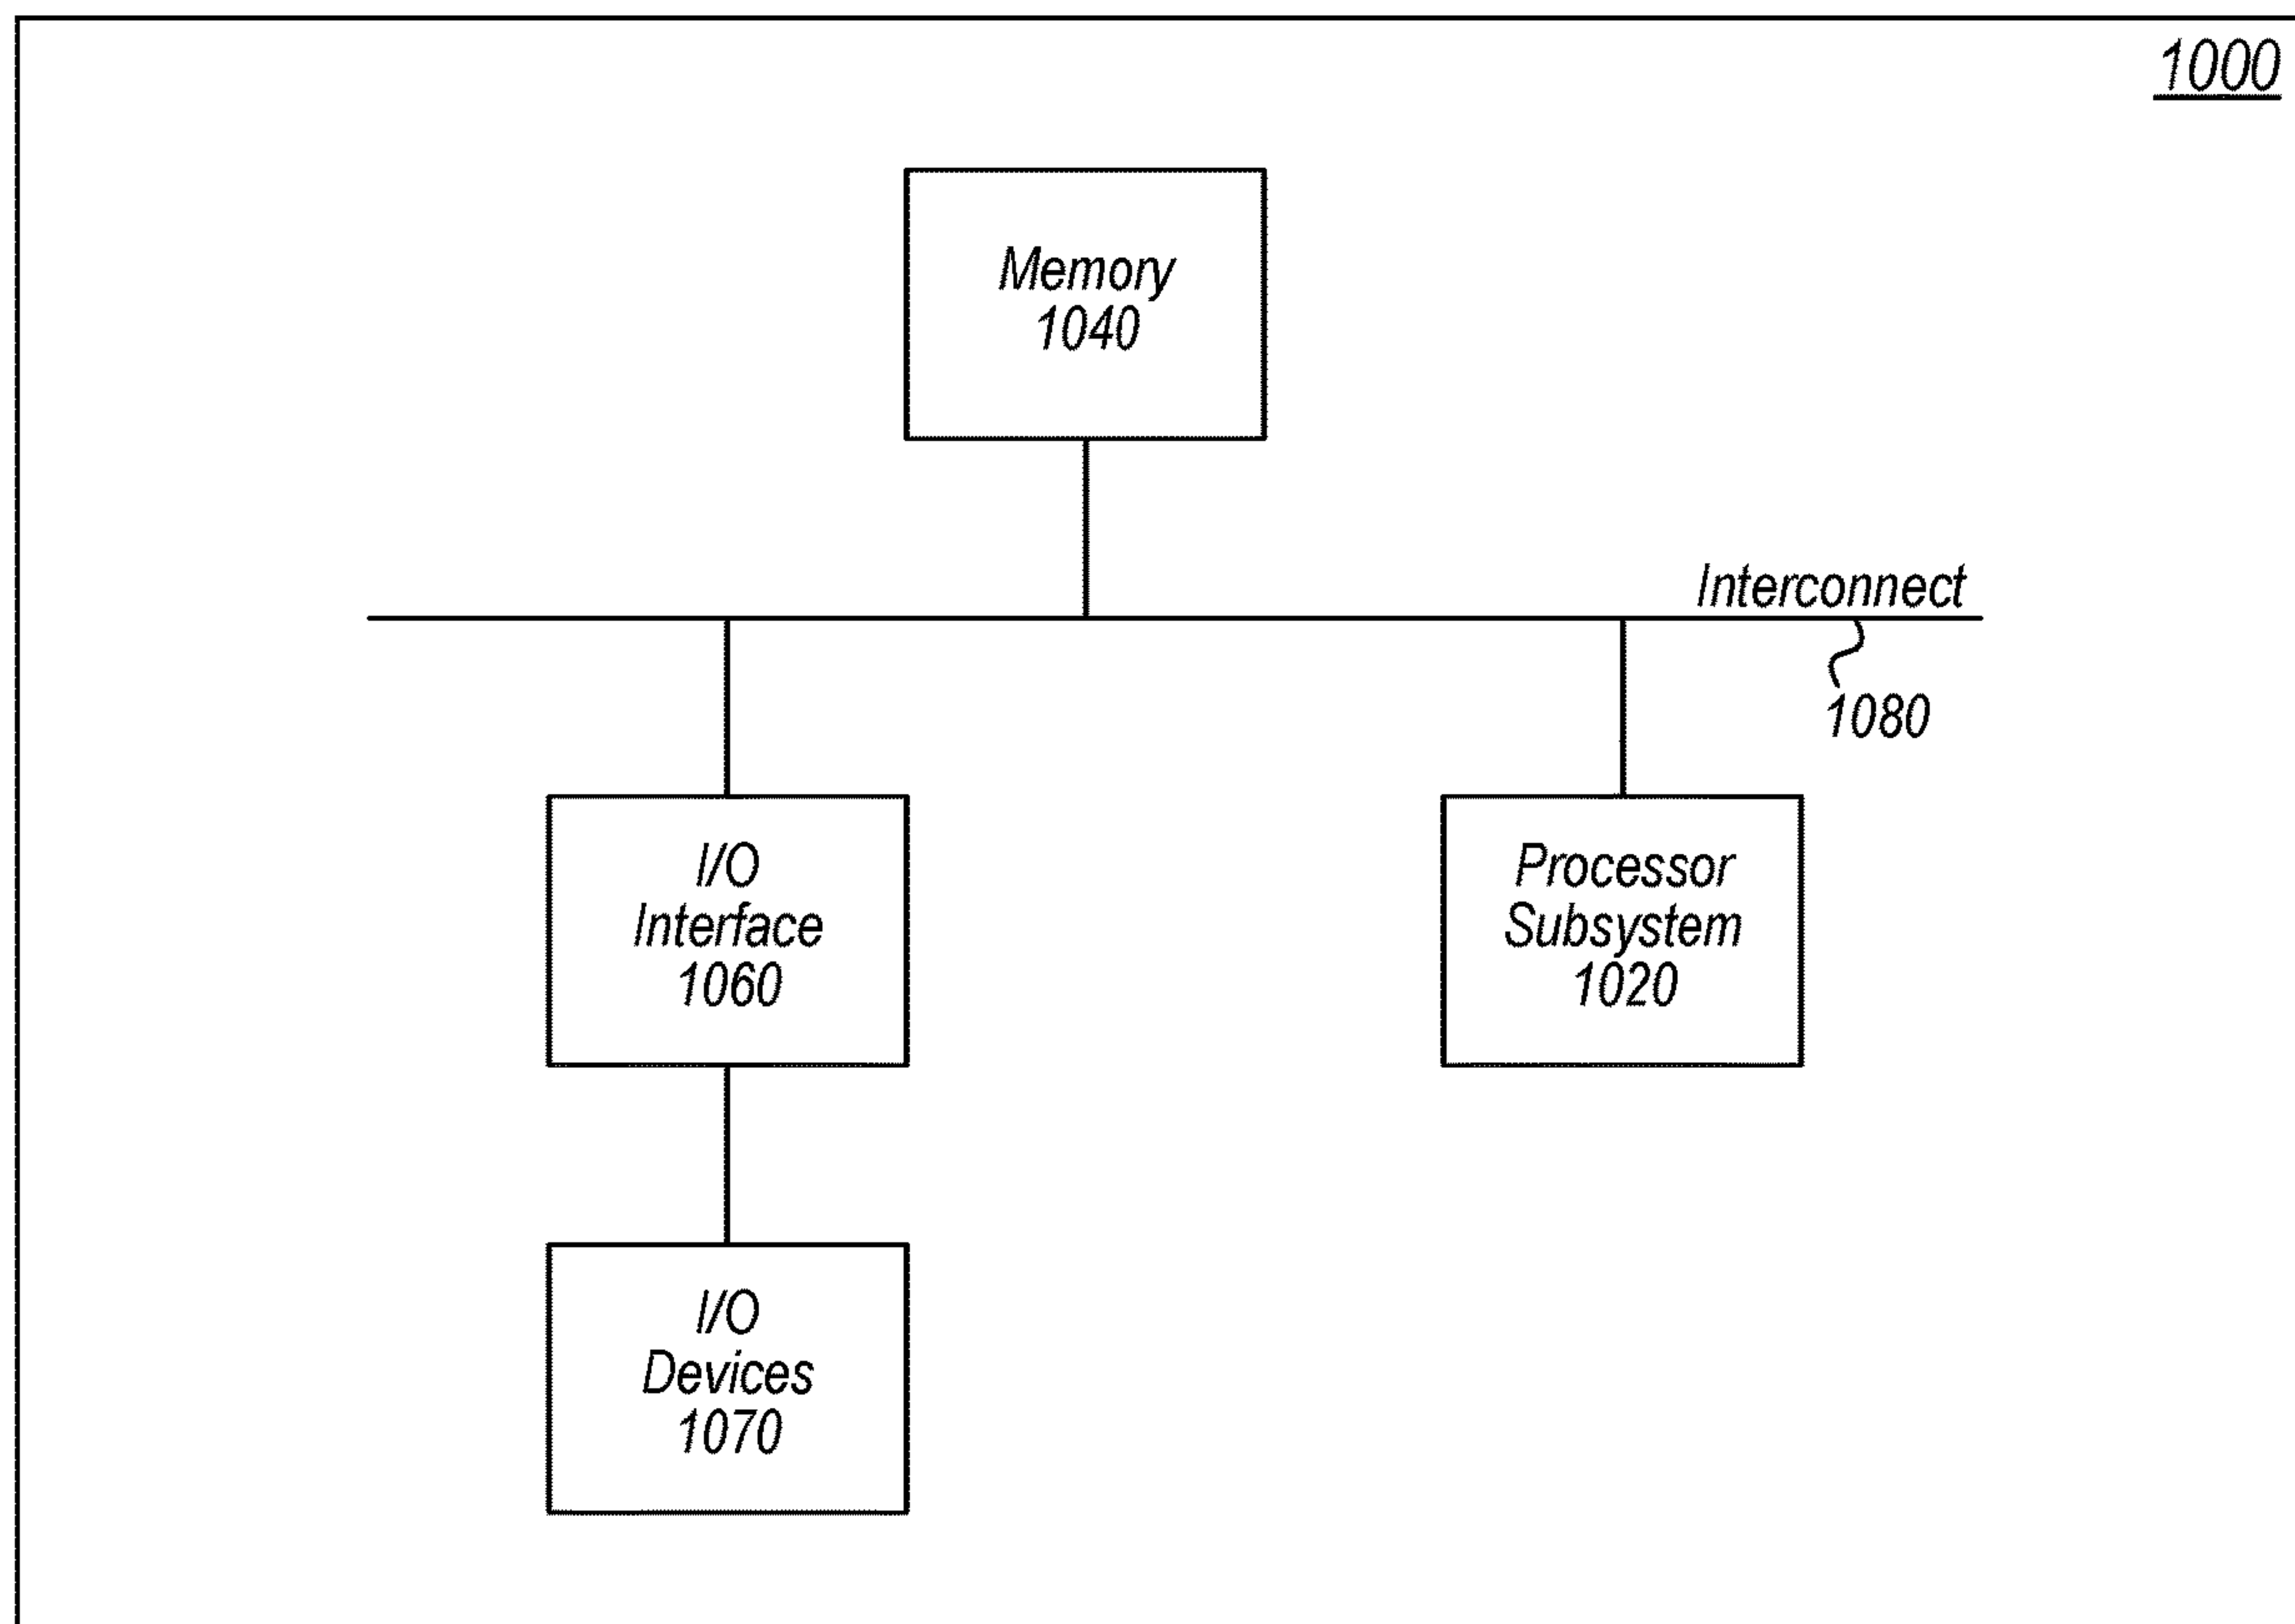 1000
Memory
1040
Interconnect
1080
I/O
Interface
1060
Processor
Subsystem
1020
I/O
Devices
1070